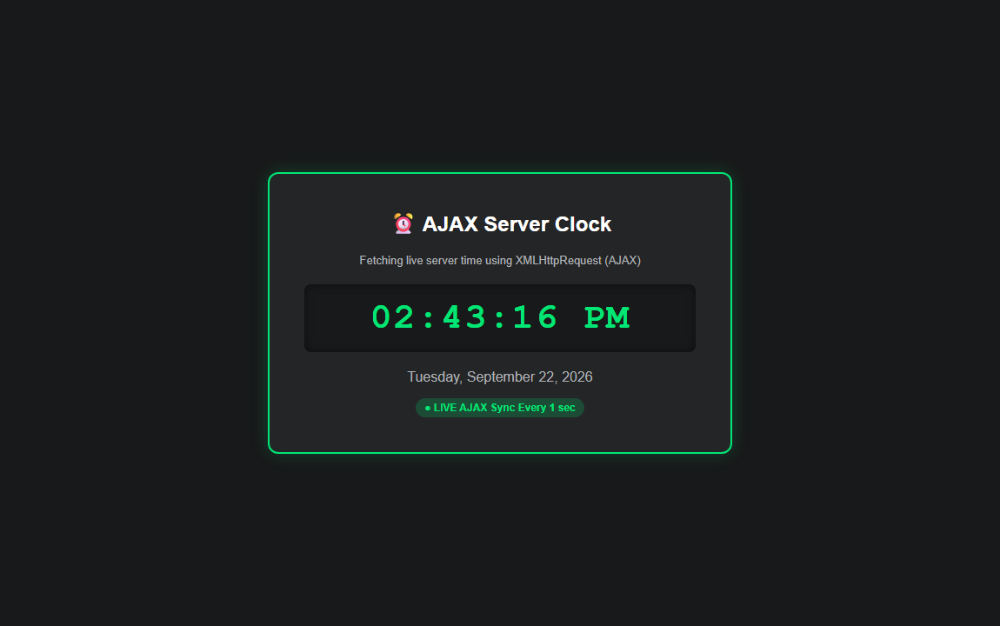 ⏰ AJAX Server Clock
Fetching live server time using XMLHttpRequest (AJAX)
02:43:16 PM
Tuesday, September 22, 2026
● LIVE AJAX Sync Every 1 sec